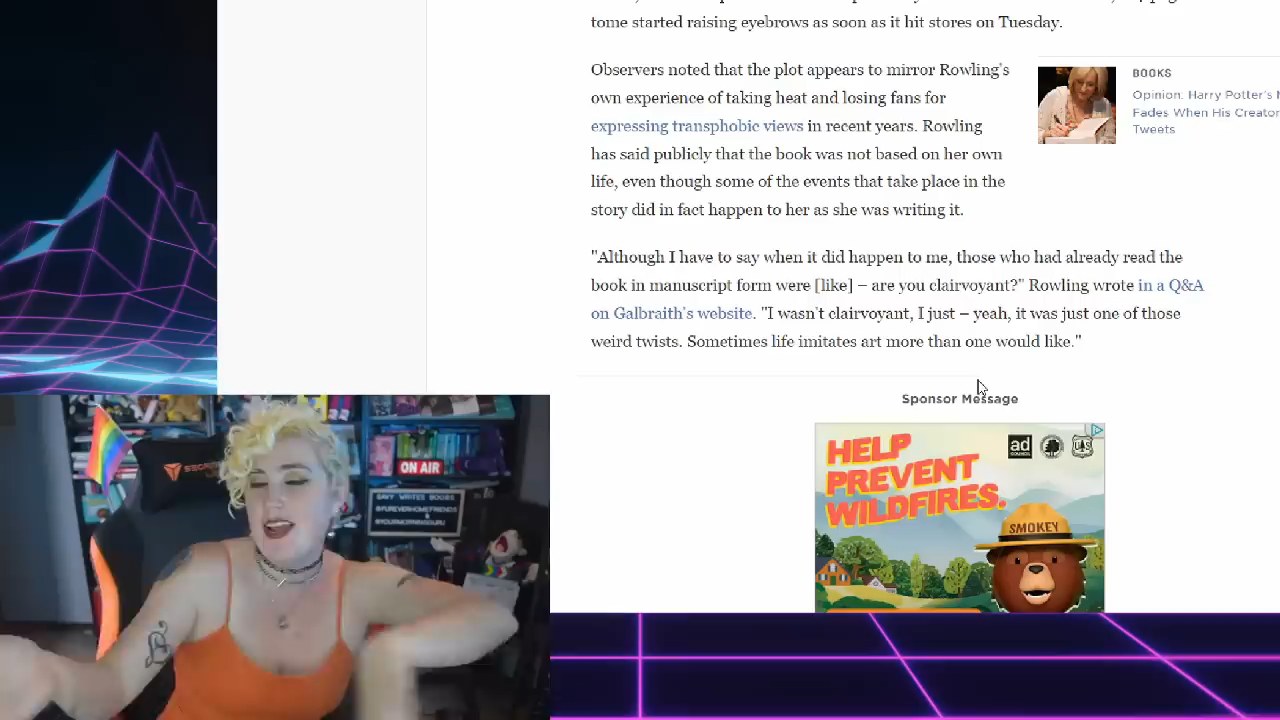 tome started raising eyebrows as soon as it hit stores on Tuesday.
Observers noted that the plot appears to mirror Rowling's
own experience of taking heat and losing fans for
expressing transphobic views in recent years. Rowling
has said publicly that the book was not based on her own
life, even though some of the events that take place in the
story did in fact happen to her as she was writing it.
BOOKS
Opinion: Harry Potter's
Fades When His Creator
Tweets
"Although I have to say when it did happen to me, those who had already read the
book in manuscript form were [like] – are you clairvoyant?" Rowling wrote in a Q&A
on Galbraith's website. "I wasn't clairvoyant, I just – yeah, it was just one of those
weird twists. Sometimes life imitates art more than one would like."
Sponsor Message
HELP
PREVENT
WILDFIRES.
ad
COUNCIL
U S
SMOKEY
ON AIR
SAVY WRITES BOOKS
@FUREVERHOMEFRIENDS
&
@YOURMORNINGGURU